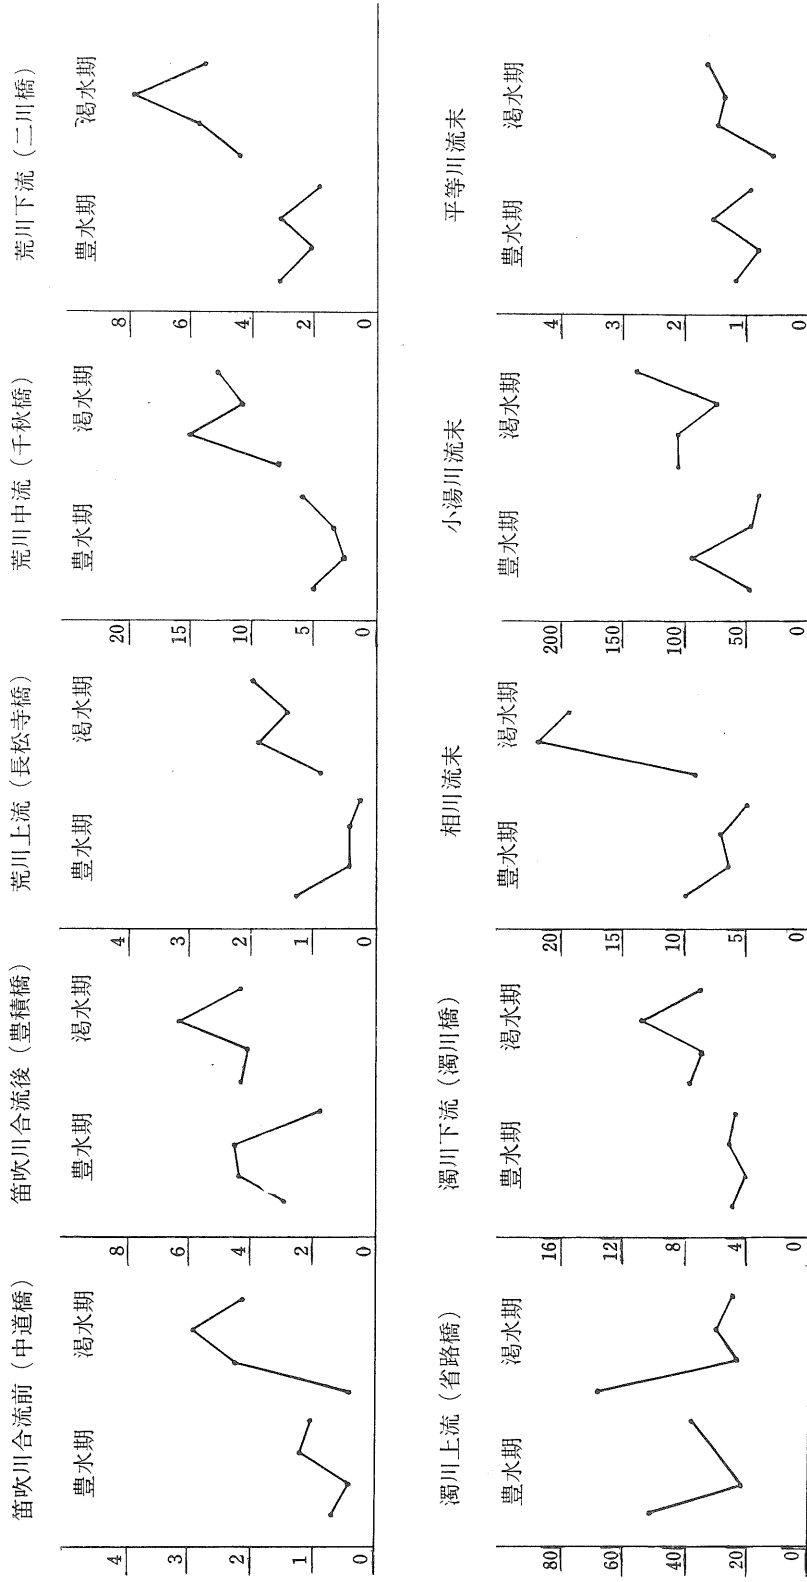 笛吹川合流前（中道橋）
豊水期 渇水期
4 3 2 1 0
笛吹川合流後（豊積橋）
豊水期 渇水期
8 6 4 2 0
荒川上流（長松寺橋）
豊水期 渇水期
4 3 2 1 0
荒川中流（千秋橋）
豊水期 渇水期
20 15 10 5 0
荒川下流（二川橋）
豊水期 渇水期
8 6 4 2 0
濁川上流（省路橋）
豊水期 渇水期
80 60 40 20 0
濁川下流（濁川橋）
豊水期 渇水期
16 12 8 4 0
相川流末
豊水期 渇水期
20 15 10 5 0
小湯川流末
豊水期 渇水期
200 150 100 50 0
平等川流末
豊水期 渇水期
4 3 2 1 0